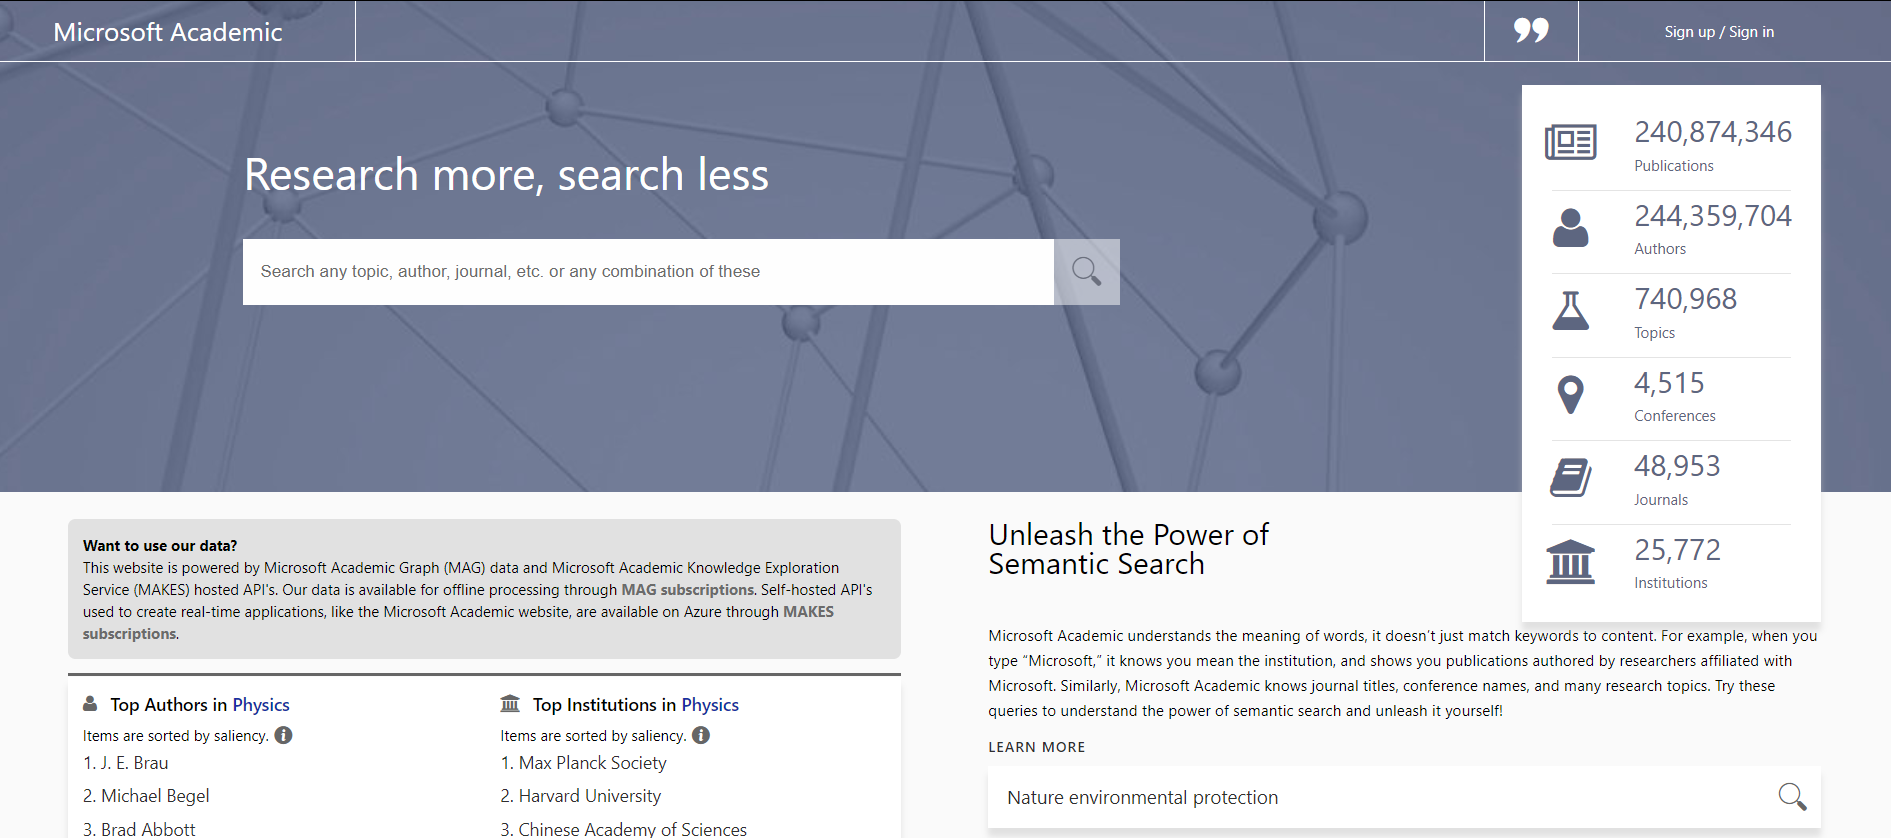 Microsoft Academic
Sign up / Sign in
Research more, search less
Search any topic, author, journal, etc. or any combination of these
240,874,346
Publications
244,359,704
Authors
740,968
Topics
4,515
Conferences
48,953
Journals
25,772
Institutions
Want to use our data?
This website is powered by Microsoft Academic Graph (MAG) data and Microsoft Academic Knowledge Exploration
Service (MAKES) hosted API's. Our data is available for offline processing through MAG subscriptions. Self-hosted API's
used to create real-time applications, like the Microsoft Academic website, are available on Azure through MAKES
subscriptions.
Top Authors in Physics
Items are sorted by saliency.
1. J. E. Brau
2. Michael Begel
3. Brad Abbott
Top Institutions in Physics
Items are sorted by saliency.
1. Max Planck Society
2. Harvard University
3. Chinese Academy of Sciences
Unleash the Power of
Semantic Search
Microsoft Academic understands the meaning of words, it doesn't just match keywords to content. For example, when you
type “Microsoft,” it knows you mean the institution, and shows you publications authored by researchers affiliated with
Microsoft. Similarly, Microsoft Academic knows journal titles, conference names, and many research topics. Try these
queries to understand the power of semantic search and unleash it yourself!
LEARN MORE
Nature environmental protection